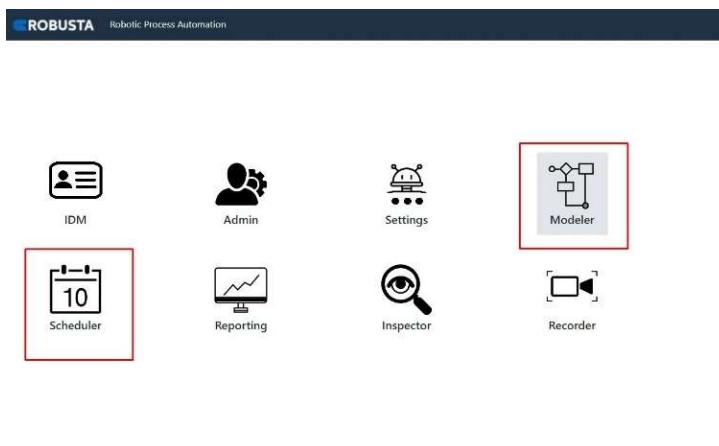 ROBUSTA Robotic Process Automation
IDM Admin Settings Modeler
10
Scheduler Reporting Inspector Recorder